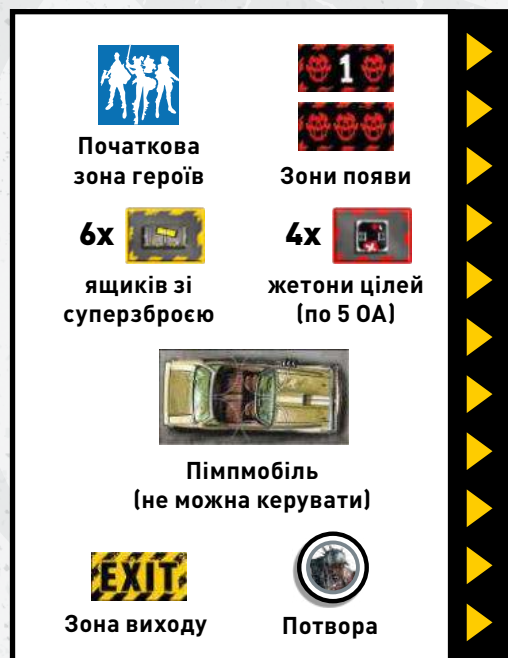 1
Початкова
зона героїв
Зони появи
6x
ящиків зі
суперзброєю
4x
жетони цілей
(по 5 ОА)
Пімпмобіль
(не можна керувати)
EXIT
Зона виходу
Потвора